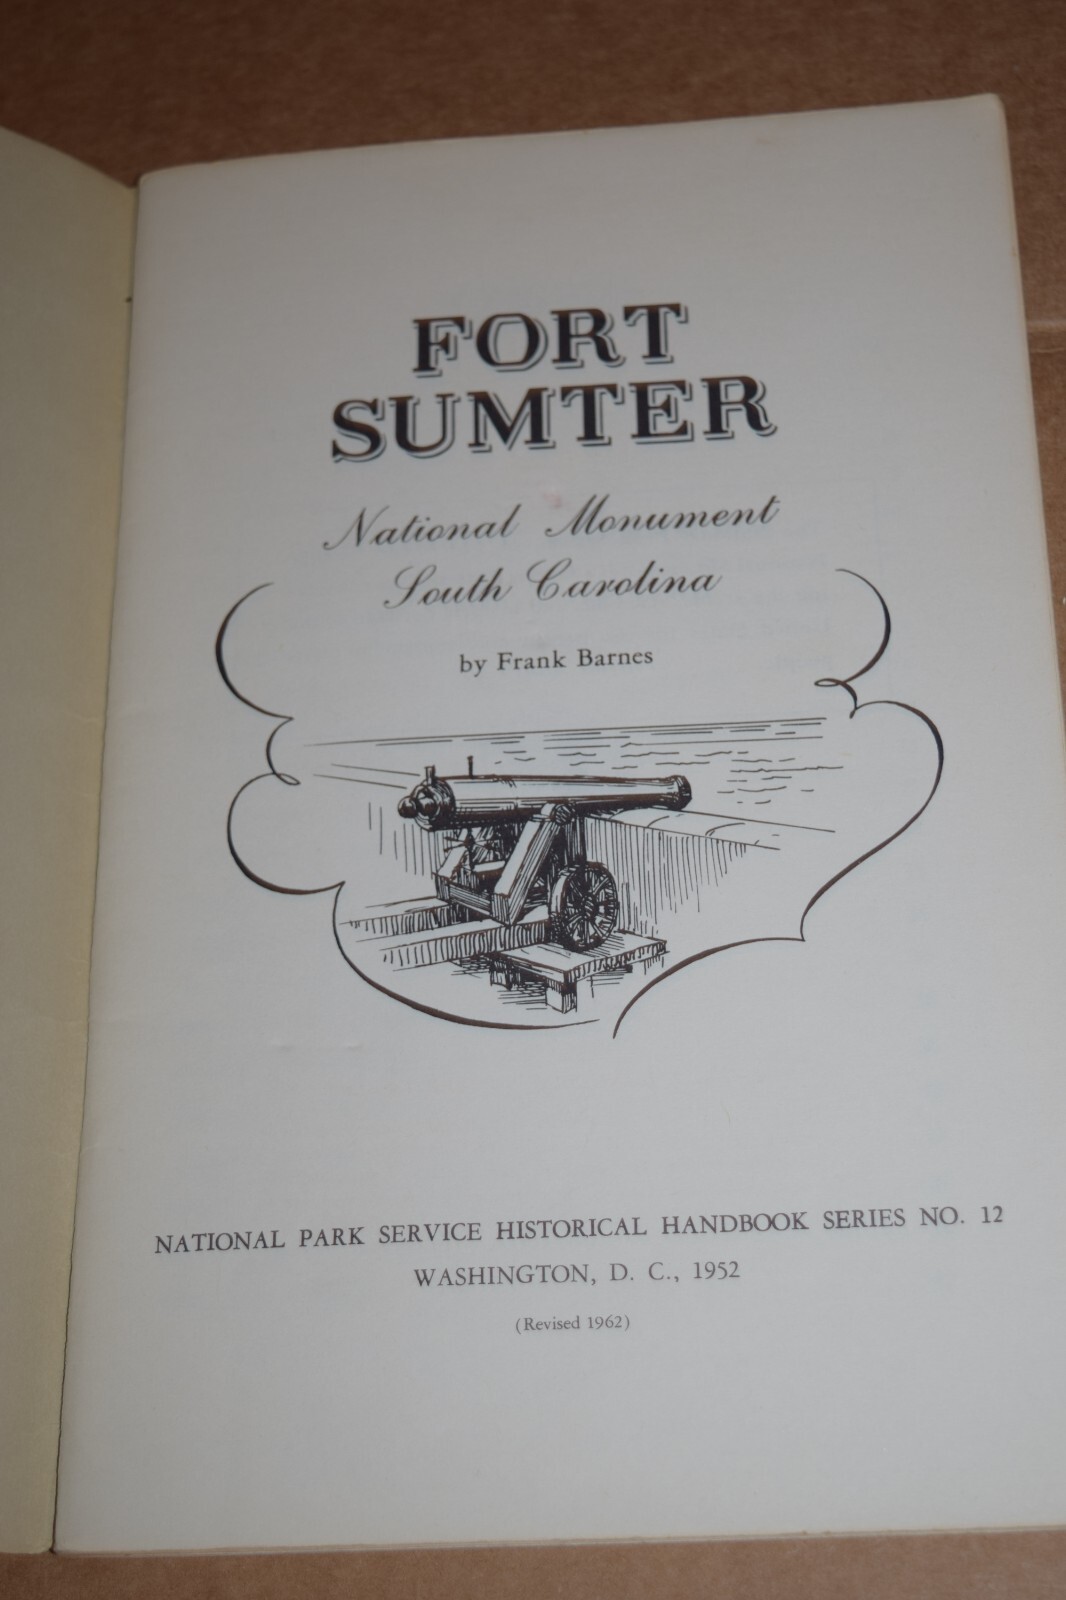 FORT
SUMTER
National Monument
South Carolina
by Frank Barnes
NATIONAL PARK SERVICE HISTORICAL HANDBOOK SERIES NO. 12
WASHINGTON, D. C., 1952
(Revised 1962)